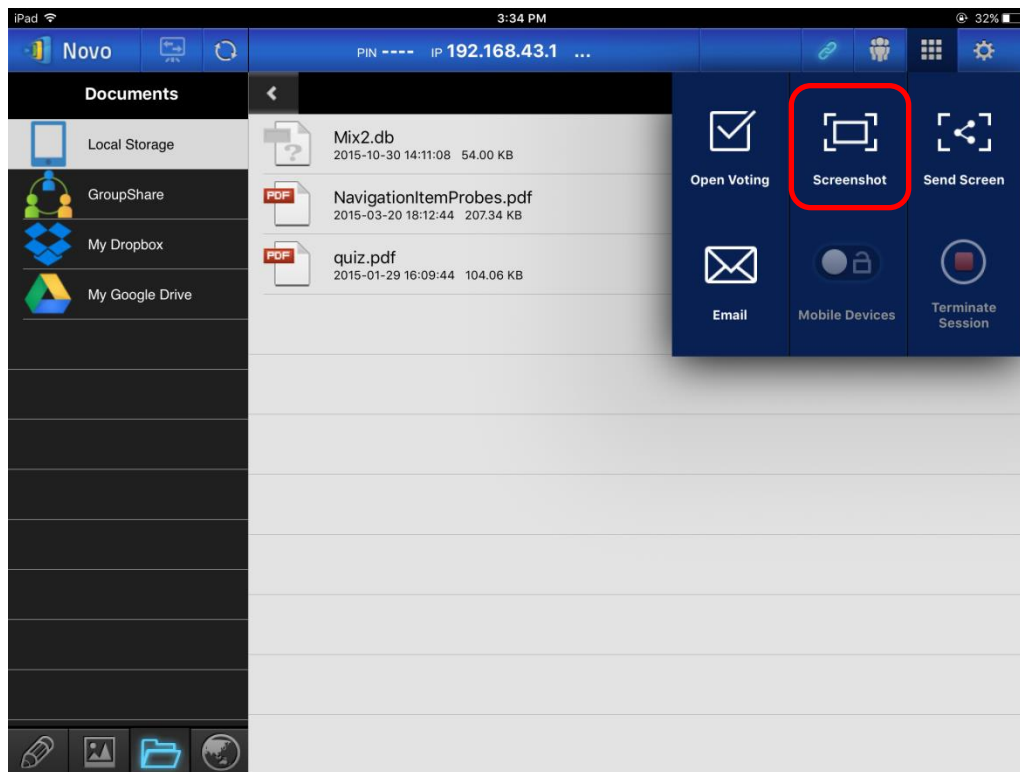 iPad 3:34 PM 32%
Novo PIN ---- IP 192.168.43.1 ...
Documents
Local Storage
GroupShare
My Dropbox
My Google Drive
Mix2.db
2015-10-30 14:11:08 54.00 KB
PDF
NavigationItemProbes.pdf
2015-03-20 18:12:44 207.34 KB
PDF
quiz.pdf
2015-01-29 16:09:44 104.06 KB
Open Voting
Screenshot
Send Screen
Email
Mobile Devices
Terminate
Session